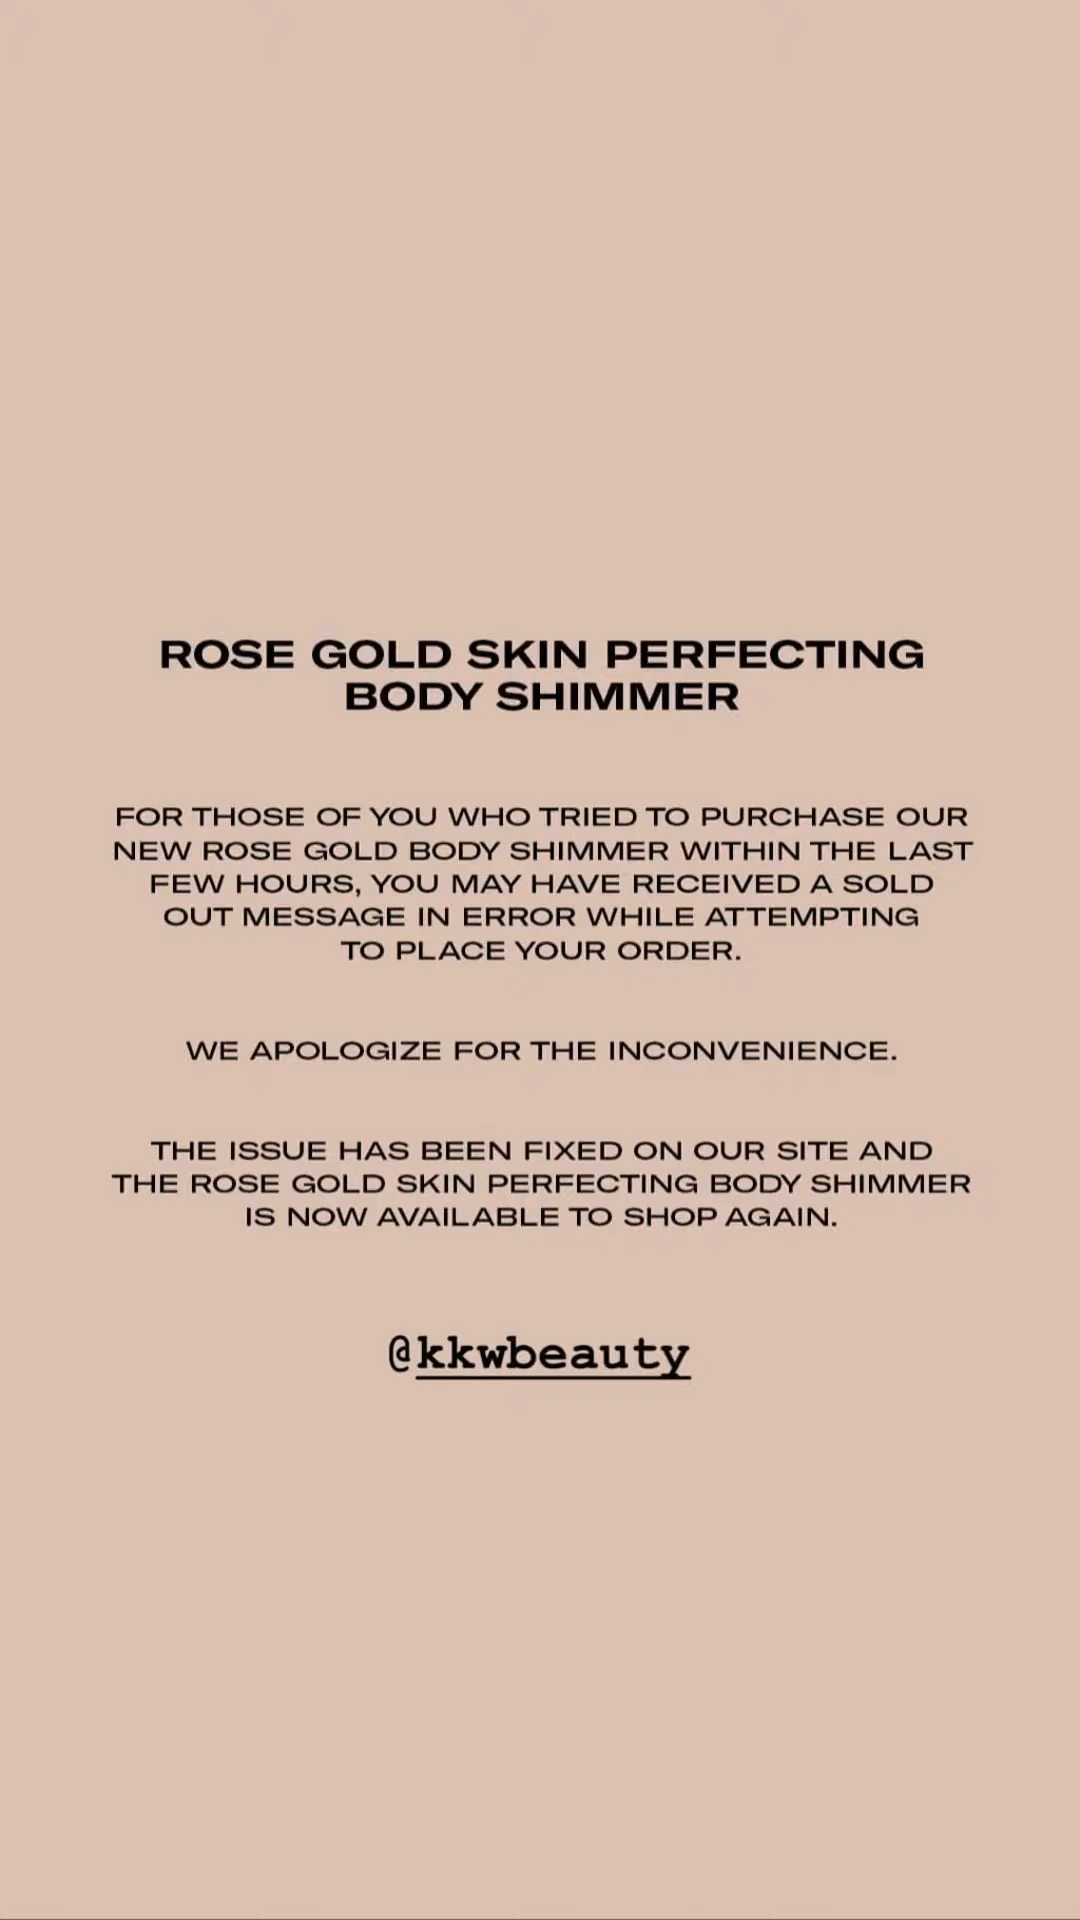 ROSE GOLD SKIN PERFECTING
BODY SHIMMER
FOR THOSE OF YOU WHO TRIED TO PURCHASE OUR
NEW ROSE GOLD BODY SHIMMER WITHIN THE LAST
FEW HOURS, YOU MAY HAVE RECEIVED A SOLD
OUT MESSAGE IN ERROR WHILE ATTEMPTING
TO PLACE YOUR ORDER.
WE APOLOGIZE FOR THE INCONVENIENCE.
THE ISSUE HAS BEEN FIXED ON OUR SITE AND
THE ROSE GOLD SKIN PERFECTING BODY SHIMMER
IS NOW AVAILABLE TO SHOP AGAIN.
@kkwbeauty